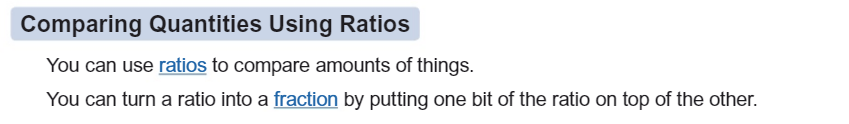 Comparing Quantities Using Ratios
You can use ratios to compare amounts of things.
You can turn a ratio into a fraction by putting one bit of the ratio on top of the other.